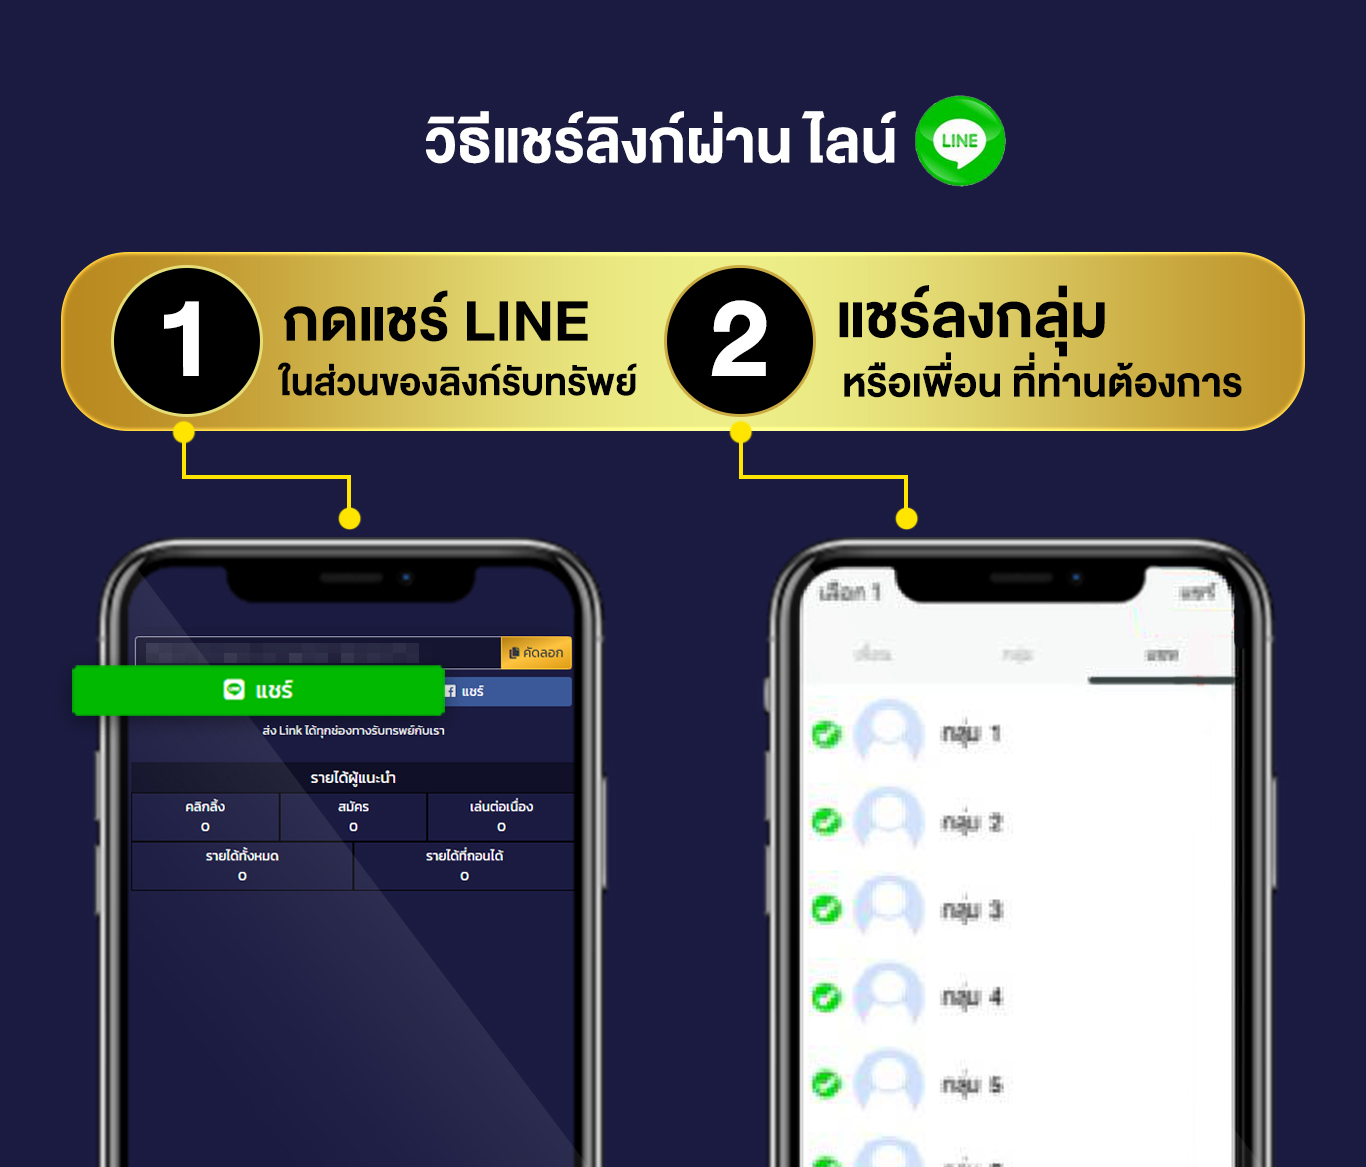 วิธีแชร์ลิงก์ผ่าน ไลน์
LINE
1
กดแชร์ LINE
ในส่วนของลิงก์รับทรัพย์
2
แชร์ลงกลุ่ม
หรือเพื่อน ที่ท่านต้องการ
คัดลอก
แชร์
แชร์
ส่ง Link ได้ทุกช่องทางรับทรพย์กับเรา
รายได้ผู้แนะนำ
คลิกลิ้ง
0
สมัคร
0
เล่นต่อเนื่อง
0
รายได้ทั้งหมด
0
รายได้ที่ถอนได้
0
เลือก 1
แชร์
เพื่อน
กลุ่ม
แชท
กลุ่ม 1
กลุ่ม 2
กลุ่ม 3
กลุ่ม 4
กลุ่ม 5